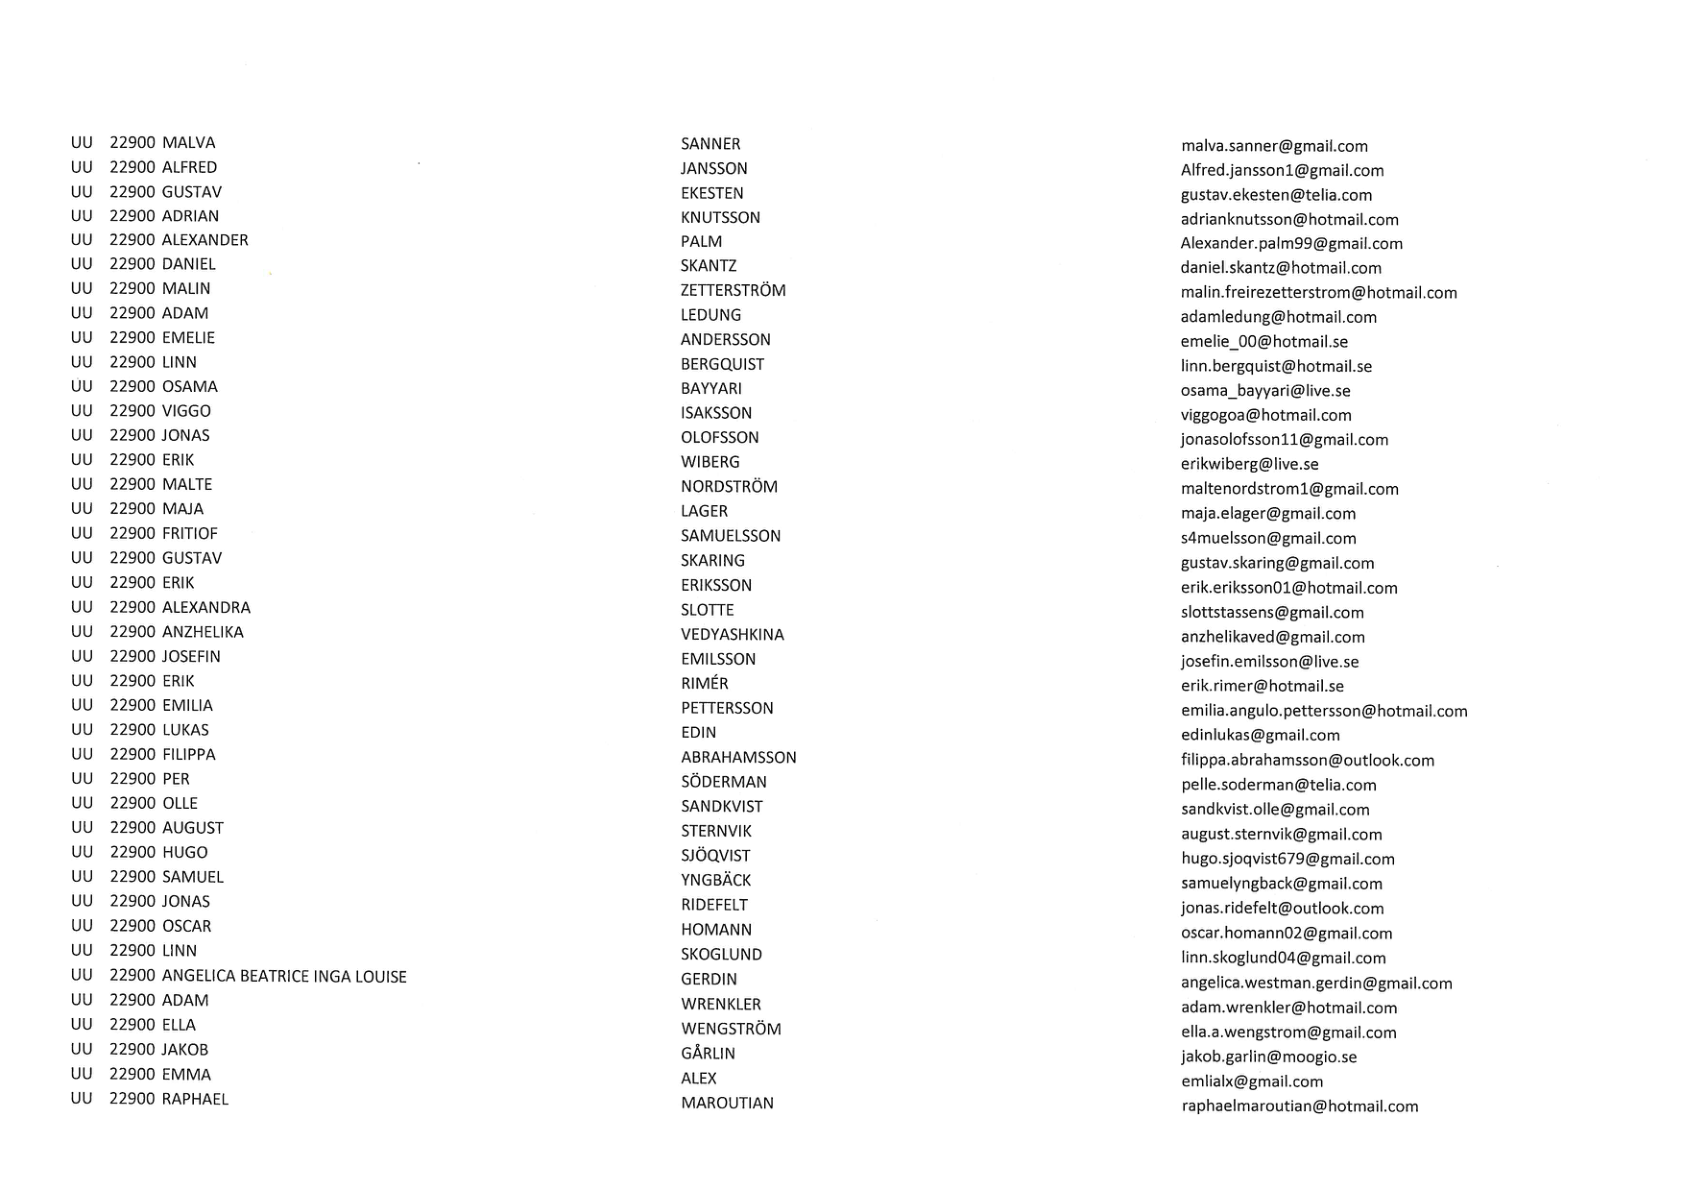 UU 22900 MALVA SANNER malva.sanner@gmail.com
UU 22900 ALFRED JANSSON Alfred.jansson1@gmail.com
UU 22900 GUSTAV EKESTEN gustav.ekesten@telia.com
UU 22900 ADRIAN KNUTSSON adrianknutsson@hotmail.com
UU 22900 ALEXANDER PALM Alexander.palm99@gmail.com
UU 22900 DANIEL SKANTZ daniel.skantz@hotmail.com
UU 22900 MALIN ZETTERSTRÖM malin.freirezetterstrom@hotmail.com
UU 22900 ADAM LEDUNG adamledung@hotmail.com
UU 22900 EMELIE ANDERSSON emelie_00@hotmail.se
UU 22900 LINN BERGQUIST linn.bergquist@hotmail.se
UU 22900 OSAMA BAYYARI osama_bayyari@live.se
UU 22900 VIGGO ISAKSSON viggogoa@hotmail.com
UU 22900 JONAS OLOFSSON jonasolofsson11@gmail.com
UU 22900 ERIK WIBERG erikwiberg@live.se
UU 22900 MALTE NORDSTRÖM maltenordstrom1@gmail.com
UU 22900 MAJA LAGER maja.elager@gmail.com
UU 22900 FRITIOF SAMUELSSON s4muelsson@gmail.com
UU 22900 GUSTAV SKARING gustav.skaring@gmail.com
UU 22900 ERIK ERIKSSON erik.eriksson01@hotmail.com
UU 22900 ALEXANDRA SLOTTE slottstassens@gmail.com
UU 22900 ANZHELIKA VEDYASHKINA anzhelikaved@gmail.com
UU 22900 JOSEFIN EMILSSON josefin.emilsson@live.se
UU 22900 ERIK RIMÉR erik.rimer@hotmail.se
UU 22900 EMILIA PETTERSSON emilia.angulo.pettersson@hotmail.com
UU 22900 LUKAS EDIN edinlukas@gmail.com
UU 22900 FILIPPA ABRAHAMSSON filippa.abrahamsson@outlook.com
UU 22900 PER SÖDERMAN pelle.soderman@telia.com
UU 22900 OLLE SANDKVIST sandkvist.olle@gmail.com
UU 22900 AUGUST STERNVIK august.sternvik@gmail.com
UU 22900 HUGO SJÖQVIST hugo.sjoqvist679@gmail.com
UU 22900 SAMUEL YNGBÄCK samuelyngback@gmail.com
UU 22900 JONAS RIDEFELT jonas.ridefelt@outlook.com
UU 22900 OSCAR HOMANN oscar.homann02@gmail.com
UU 22900 LINN SKOGLUND linn.skoglund04@gmail.com
UU 22900 ANGELICA BEATRICE INGA LOUISE GERDIN angelica.westman.gerdin@gmail.com
UU 22900 ADAM WRENKLER adam.wrenkler@hotmail.com
UU 22900 ELLA WENGSTRÖM ella.a.wengstrom@gmail.com
UU 22900 JAKOB GÅRLIN jakob.garlin@moogio.se
UU 22900 EMMA ALEX emlialx@gmail.com
UU 22900 RAPHAEL MAROUTIAN raphaelmaroutian@hotmail.com